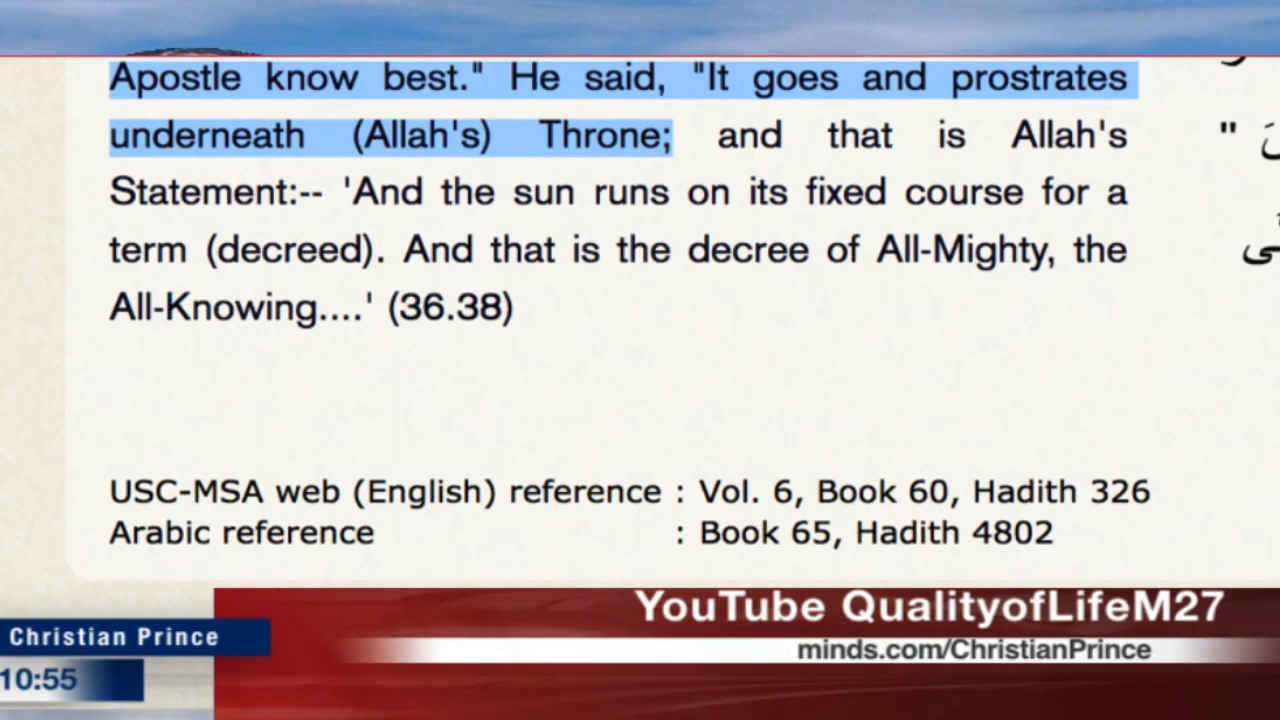 Apostle know best." He said, "It goes and prostrates
underneath (Allah's) Throne; and that is Allah's
Statement:-- 'And the sun runs on its fixed course for a
term (decreed). And that is the decree of All-Mighty, the
All-Knowing....' (36.38)
USC-MSA web (English) reference : Vol. 6, Book 60, Hadith 326
Arabic reference : Book 65, Hadith 4802
YouTube QualityofLifeM27
Christian Prince
minds.com/ChristianPrince
10:55